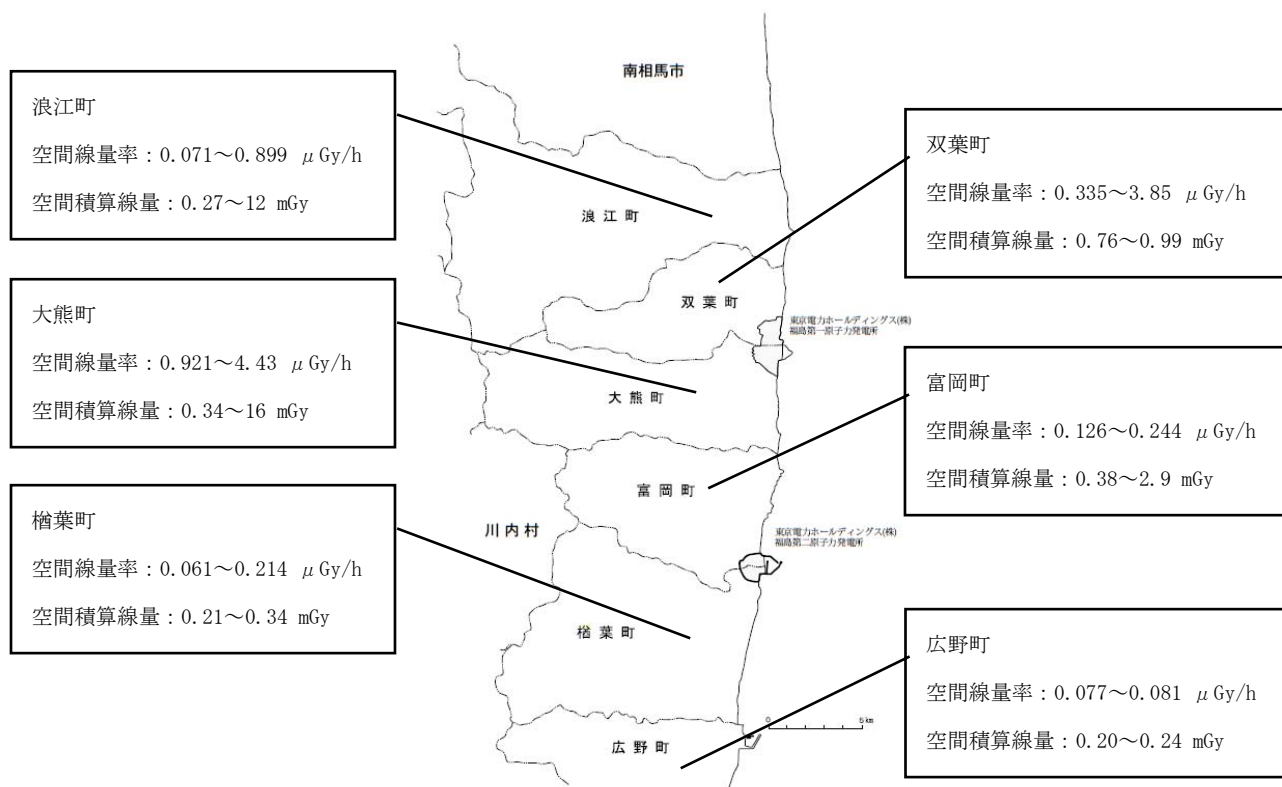 南相馬市
浪江町
空間線量率：0.071～0.899 μGy/h
空間積算線量：0.27～12 mGy
双葉町
空間線量率：0.335～3.85 μGy/h
空間積算線量：0.76～0.99 mGy
浪江町
双葉町
大熊町
空間線量率：0.921～4.43 μGy/h
空間積算線量：0.34～16 mGy
東京電力ホールディングス(株)
福島第一原子力発電所
大熊町
富岡町
空間線量率：0.126～0.244 μGy/h
空間積算線量：0.38～2.9 mGy
富岡町
楢葉町
空間線量率：0.061～0.214 μGy/h
空間積算線量：0.21～0.34 mGy
川内村
東京電力ホールディングス(株)
福島第二原子力発電所
楢葉町
広野町
空間線量率：0.077～0.081 μGy/h
空間積算線量：0.20～0.24 mGy
0 5km
広野町